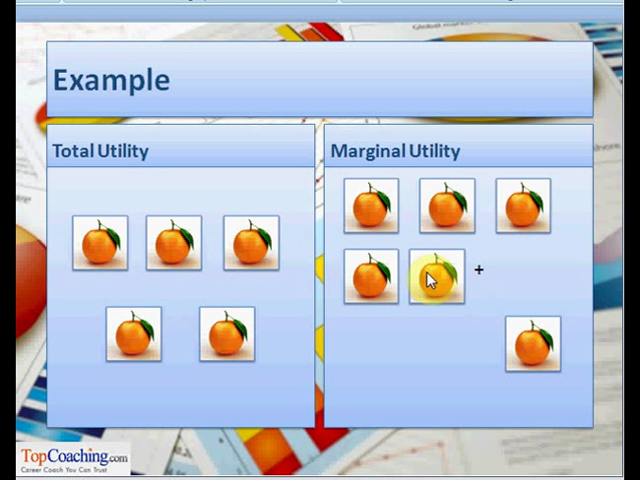 Example
Total Utility
Marginal Utility
+
TopCoaching.com
Career Coach You Can Trust